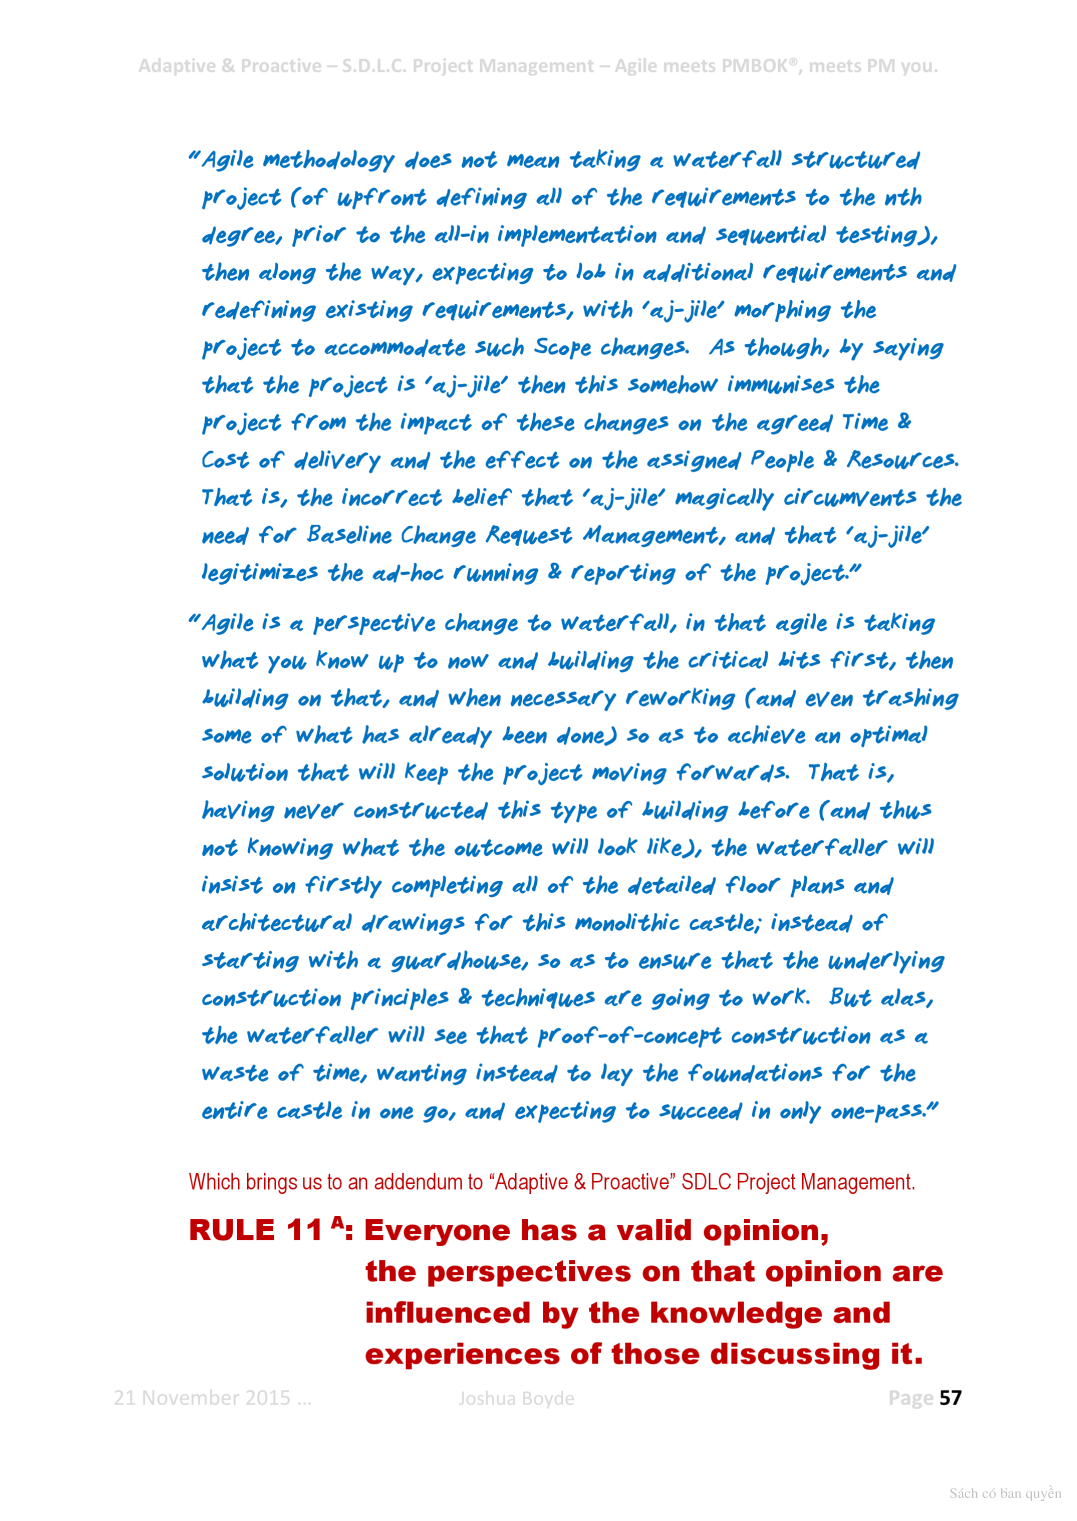 Adaptive & Proactive – S.D.L.C. Project Management – Agile meets PMBOK®, meets PM you.
“Agile methodology does not mean taking a waterfall structured
project (of upfront defining all of the requirements to the nth
degree, prior to the all-in implementation and sequential testing),
then along the way, expecting to lob in additional requirements and
redefining existing requirements, with ‘aj-jile’ morphing the
project to accommodate such Scope changes. As though, by saying
that the project is ‘aj-jile’ then this somehow immunises the
project from the impact of these changes on the agreed Time &
Cost of delivery and the effect on the assigned People & Resources.
That is, the incorrect belief that ‘aj-jile’ magically circumvents the
need for Baseline Change Request Management, and that ‘aj-jile’
legitimizes the ad-hoc running & reporting of the project.”
“Agile is a perspective change to waterfall, in that agile is taking
what you know up to now and building the critical bits first, then
building on that, and when necessary reworking (and even trashing
some of what has already been done) so as to achieve an optimal
solution that will keep the project moving forwards. That is,
having never constructed this type of building before (and thus
not knowing what the outcome will look like), the waterfaller will
insist on firstly completing all of the detailed floor plans and
architectural drawings for this monolithic castle; instead of
starting with a guardhouse, so as to ensure that the underlying
construction principles & techniques are going to work. But alas,
the waterfaller will see that proof-of-concept construction as a
waste of time, wanting instead to lay the foundations for the
entire castle in one go, and expecting to succeed in only one-pass.”
Which brings us to an addendum to “Adaptive & Proactive” SDLC Project Management.
RULE 11 A: Everyone has a valid opinion,
the perspectives on that opinion are
influenced by the knowledge and
experiences of those discussing it.
21 November 2015 … Joshua Boyde Page 57
Sách có bản quyền